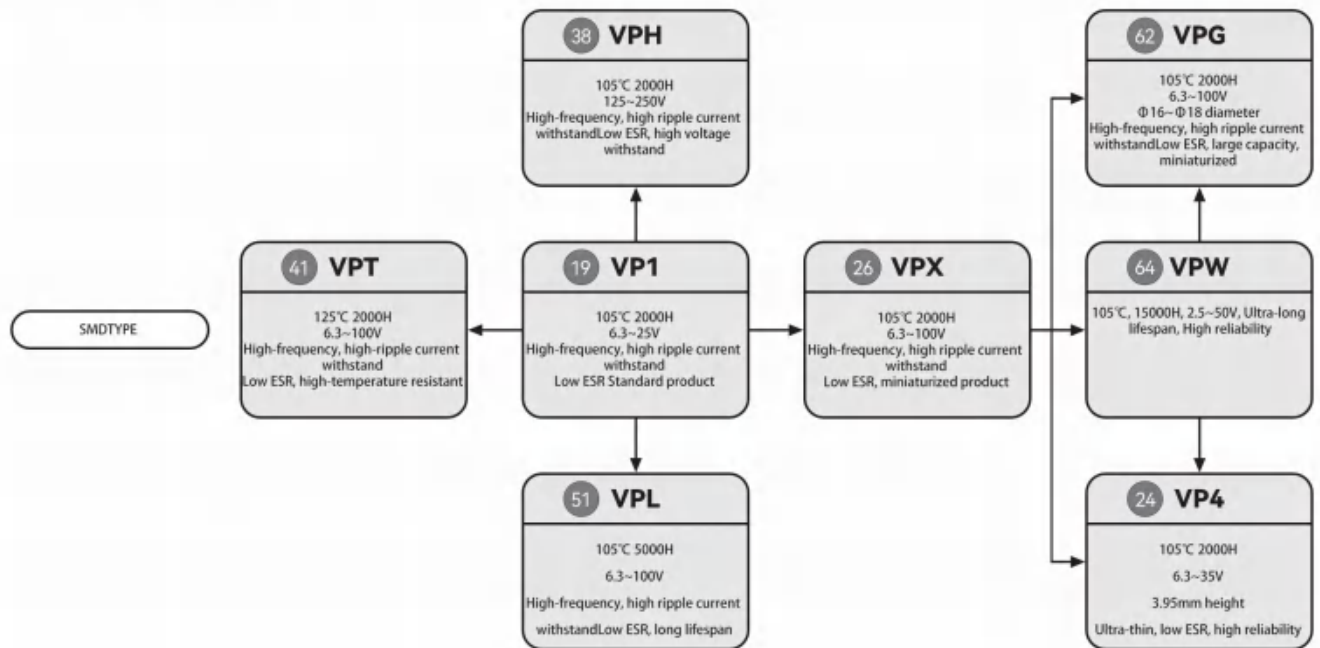 38 VPH
105℃ 2000H
125~250V
High-frequency, high ripple current
withstandLow ESR, high voltage
withstand
62 VPG
105℃ 2000H
6.3~100V
Φ16~Φ18 diameter
High-frequency, high ripple current
withstandLow ESR, large capacity,
miniaturized
SMDTYPE
41 VPT
125℃ 2000H
6.3~100V
High-frequency, high-ripple current
withstand
Low ESR, high-temperature resistant
19 VP1
105℃ 2000H
6.3~25V
High-frequency, high ripple current
withstand
Low ESR Standard product
26 VPX
105℃ 2000H
6.3~100V
High-frequency, high ripple current
withstand
Low ESR, miniaturized product
64 VPW
105℃, 15000H, 2.5~50V, Ultra-long
lifespan, High reliability
51 VPL
105℃ 5000H
6.3~100V
High-frequency, high ripple current
withstandLow ESR, long lifespan
24 VP4
105℃ 2000H
6.3~35V
3.95mm height
Ultra-thin, low ESR, high reliability